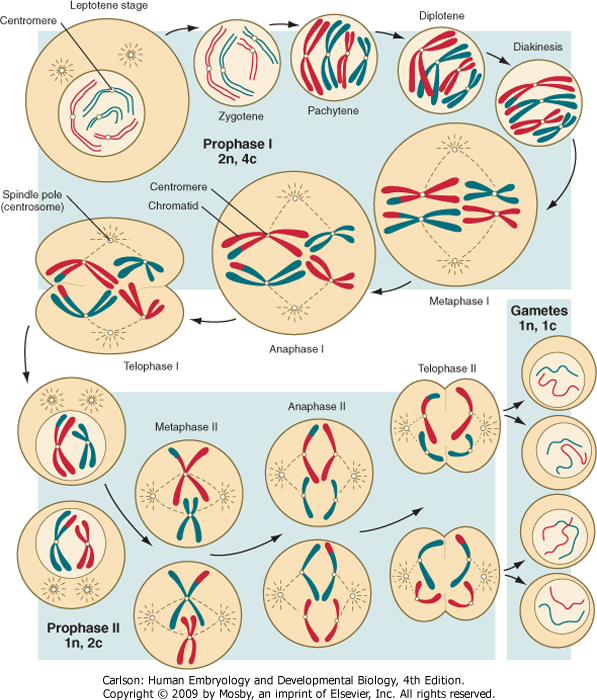 Leptotene stage
Centromere
Zygotene
Pachytene
Diplotene
Diakinesis
Prophase I
2n, 4c
Spindle pole
(centrosome)
Centromere
Chromatid
Metaphase I
Anaphase I
Telophase I
Gametes
1n, 1c
Metaphase II
Anaphase II
Telophase II
Prophase II
1n, 2c
Carlson: Human Embryology and Developmental Biology, 4th Edition.
Copyright © 2009 by Mosby, an imprint of Elsevier, Inc. All rights reserved.